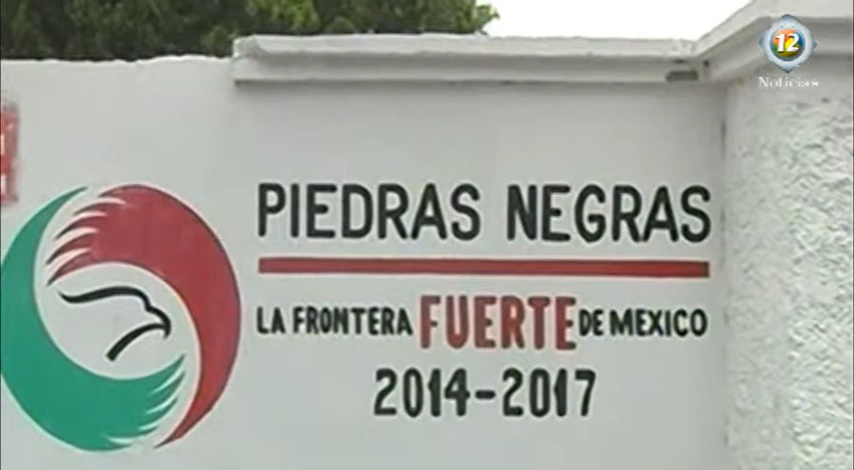 12
Noticias
PIEDRAS NEGRAS
LA FRONTERA FUERTE DE MEXICO
2014-2017